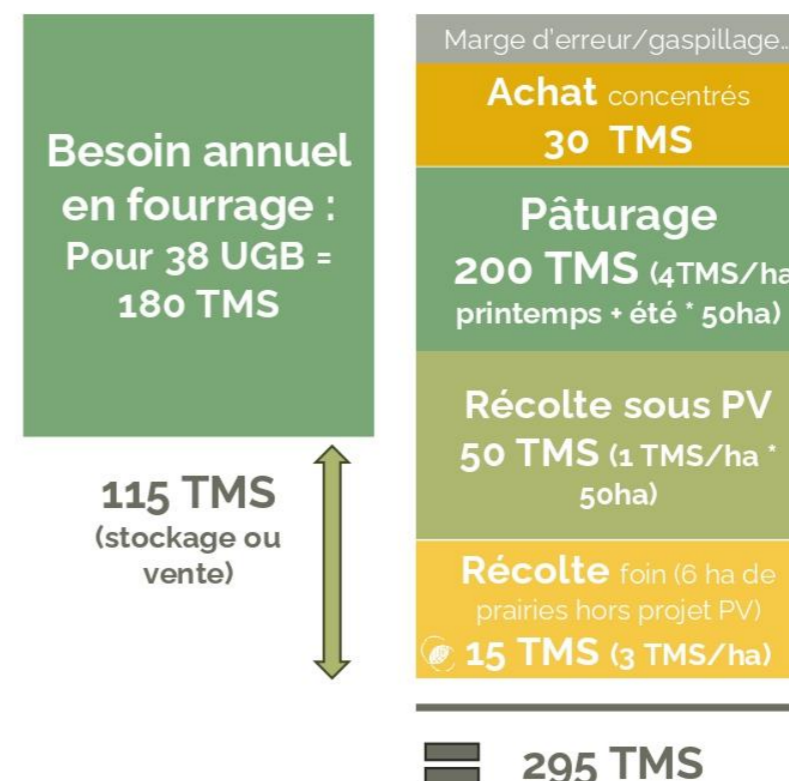 Besoin annuel
en fourrage :
Pour 38 UGB =
180 TMS
115 TMS
(stockage ou
vente)
Marge d'erreur/gaspillage...
Achat concentrés
30 TMS
Pâturage
200 TMS (4TMS/ha
printemps + été * 50ha)
Récolte sous PV
50 TMS (1 TMS/ha *
50ha)
Récolte foin (6 ha de
prairies hors projet PV)
15 TMS (3 TMS/ha)
295 TMS